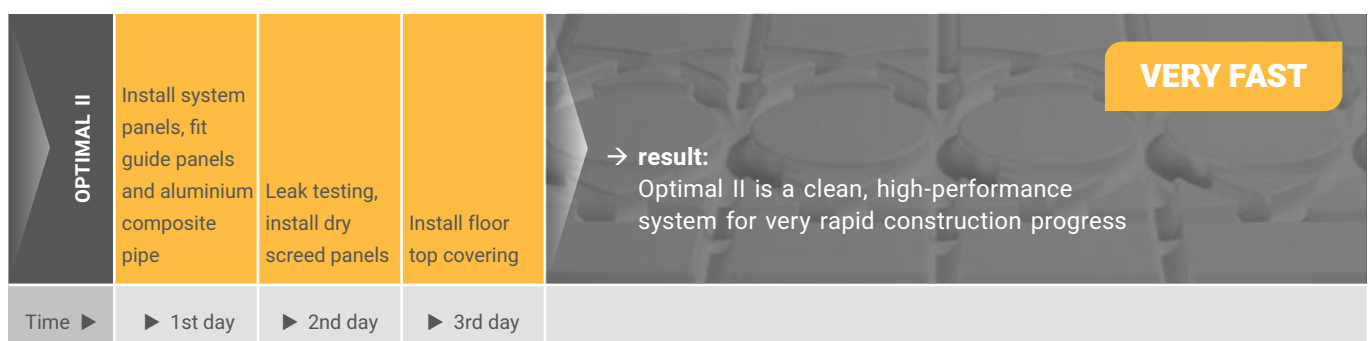 OPTIMAL II
Install system
panels, fit
guide panels
and aluminium
composite
pipe
Leak testing,
install dry
screed panels
Install floor
top covering
VERY FAST
→ result:
Optimal II is a clean, high-performance
system for very rapid construction progress
Time ▶
▶ 1st day
▶ 2nd day
▶ 3rd day